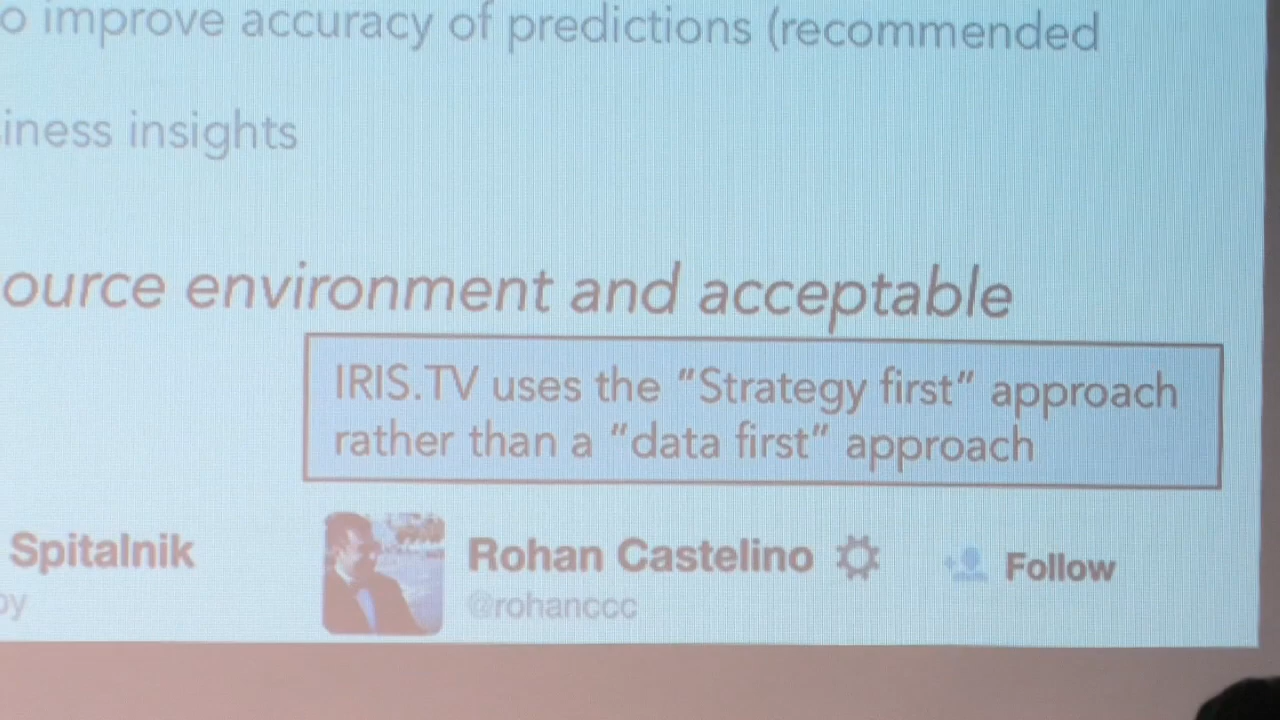 o improve accuracy of predictions (recommended
iness insights
ource environment and acceptable
IRIS.TV uses the “Strategy first” approach
rather than a “data first” approach
Spitalnik
Rohan Castelino
Follow
by
@rohanccc